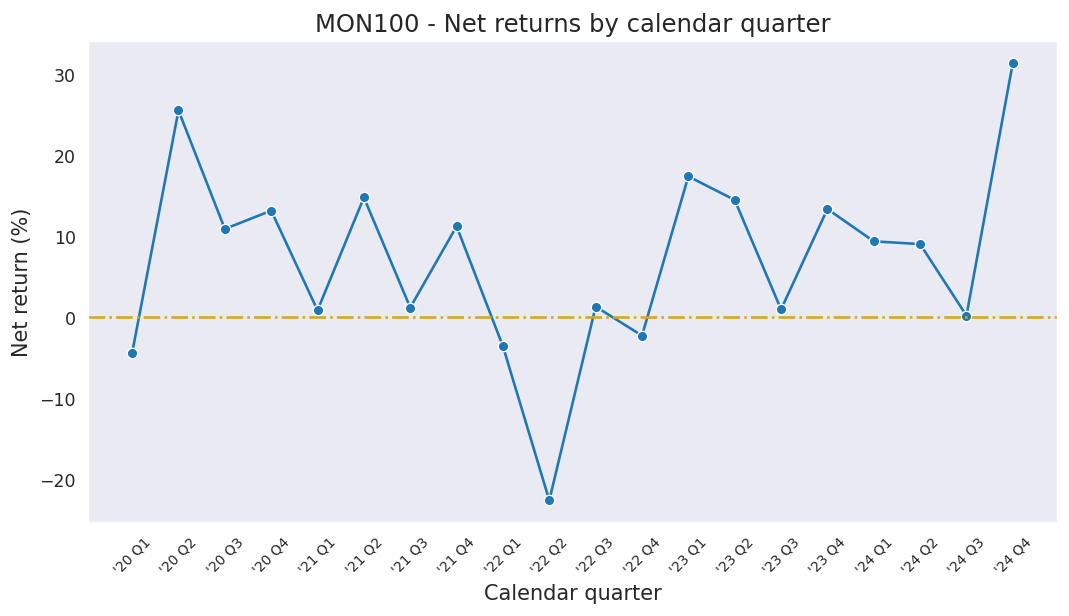 MON100 - Net returns by calendar quarter
Net return (%)
30
20
10
0
−10
−20
'20 Q1
'20 Q2
'20 Q3
'20 Q4
'21 Q1
'21 Q2
'21 Q3
'21 Q4
'22 Q1
'22 Q2
'22 Q3
'22 Q4
'23 Q1
'23 Q2
'23 Q3
'23 Q4
'24 Q1
'24 Q2
'24 Q3
'24 Q4
Calendar quarter